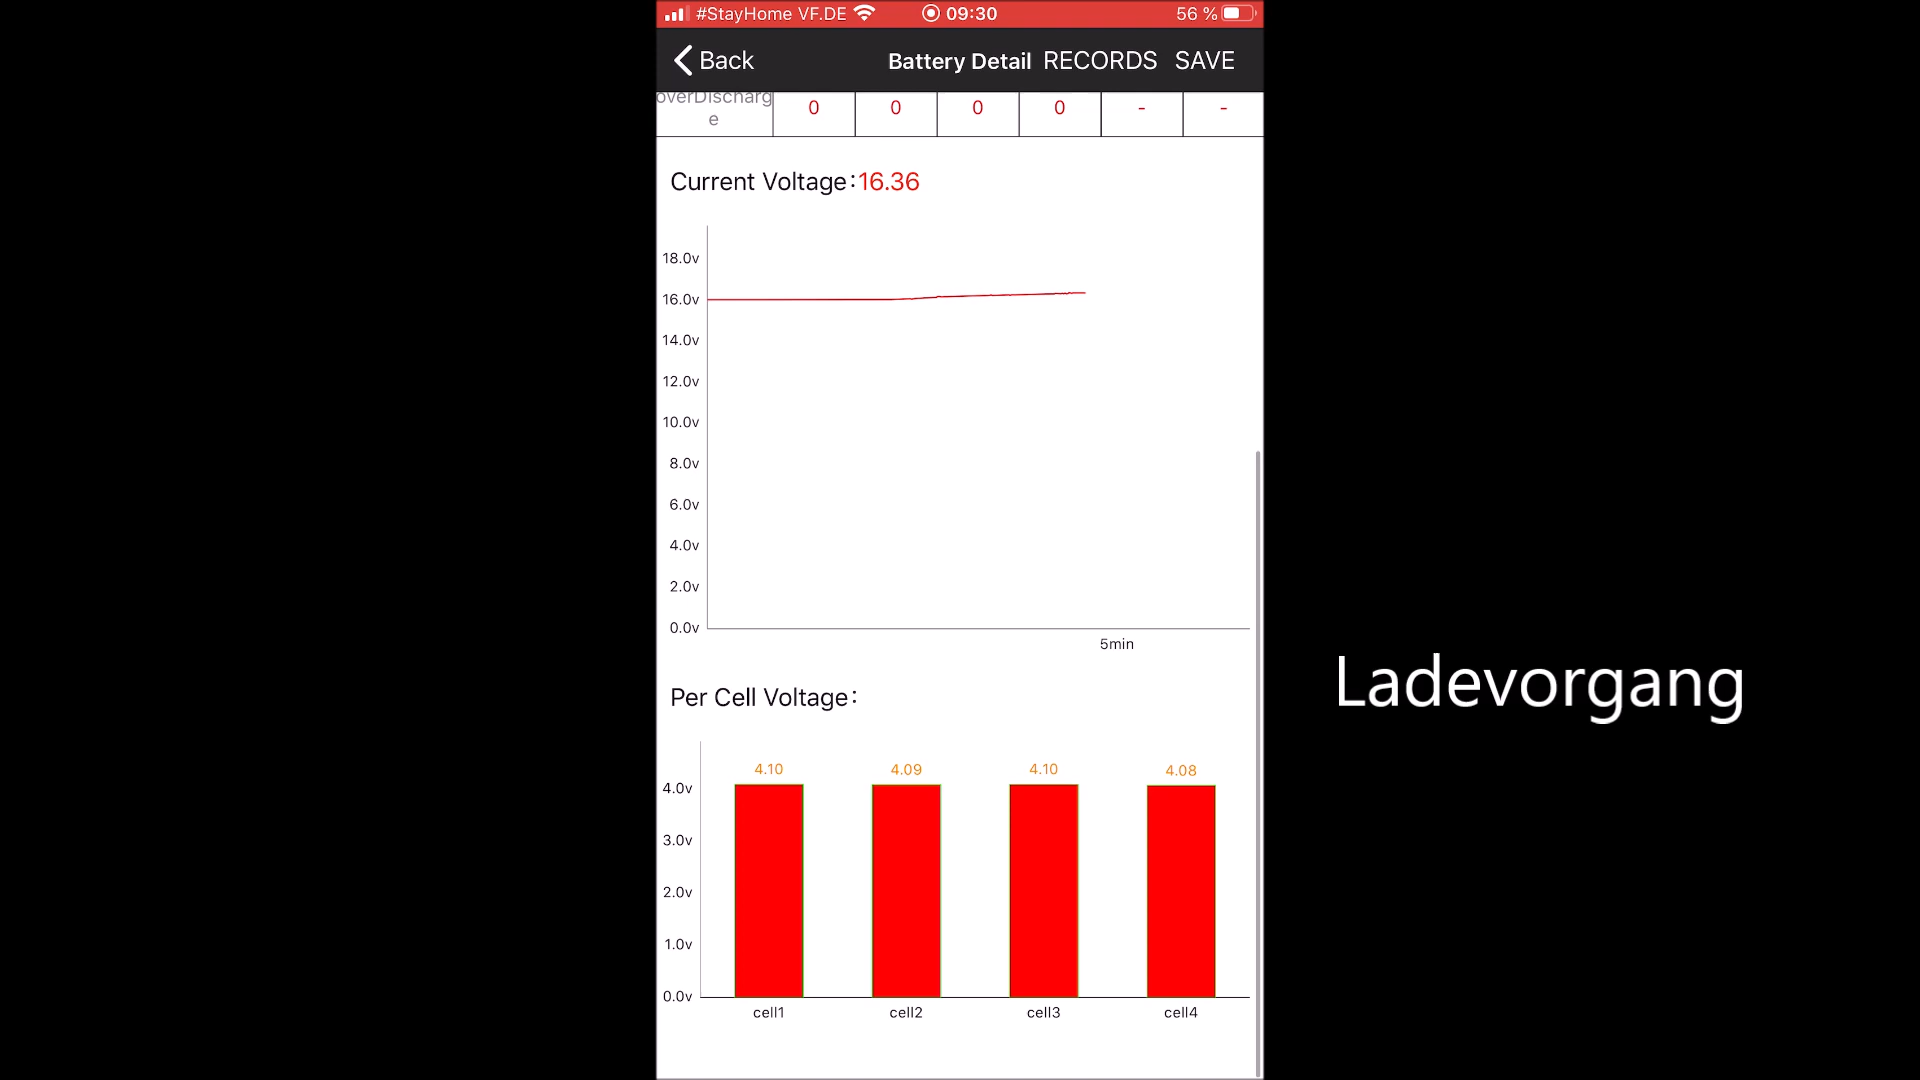 #StayHome VF.DE 09:30 56 %
Back Battery Detail RECORDS SAVE
overDischarg
e
0 0 0 0 - -
Current Voltage:16.36
18.0v
16.0v
14.0v
12.0v
10.0v
8.0v
6.0v
4.0v
2.0v
0.0v
5min
Per Cell Voltage:
4.10 4.09 4.10 4.08
4.0v
3.0v
2.0v
1.0v
0.0v
cell1 cell2 cell3 cell4
Ladevorgang